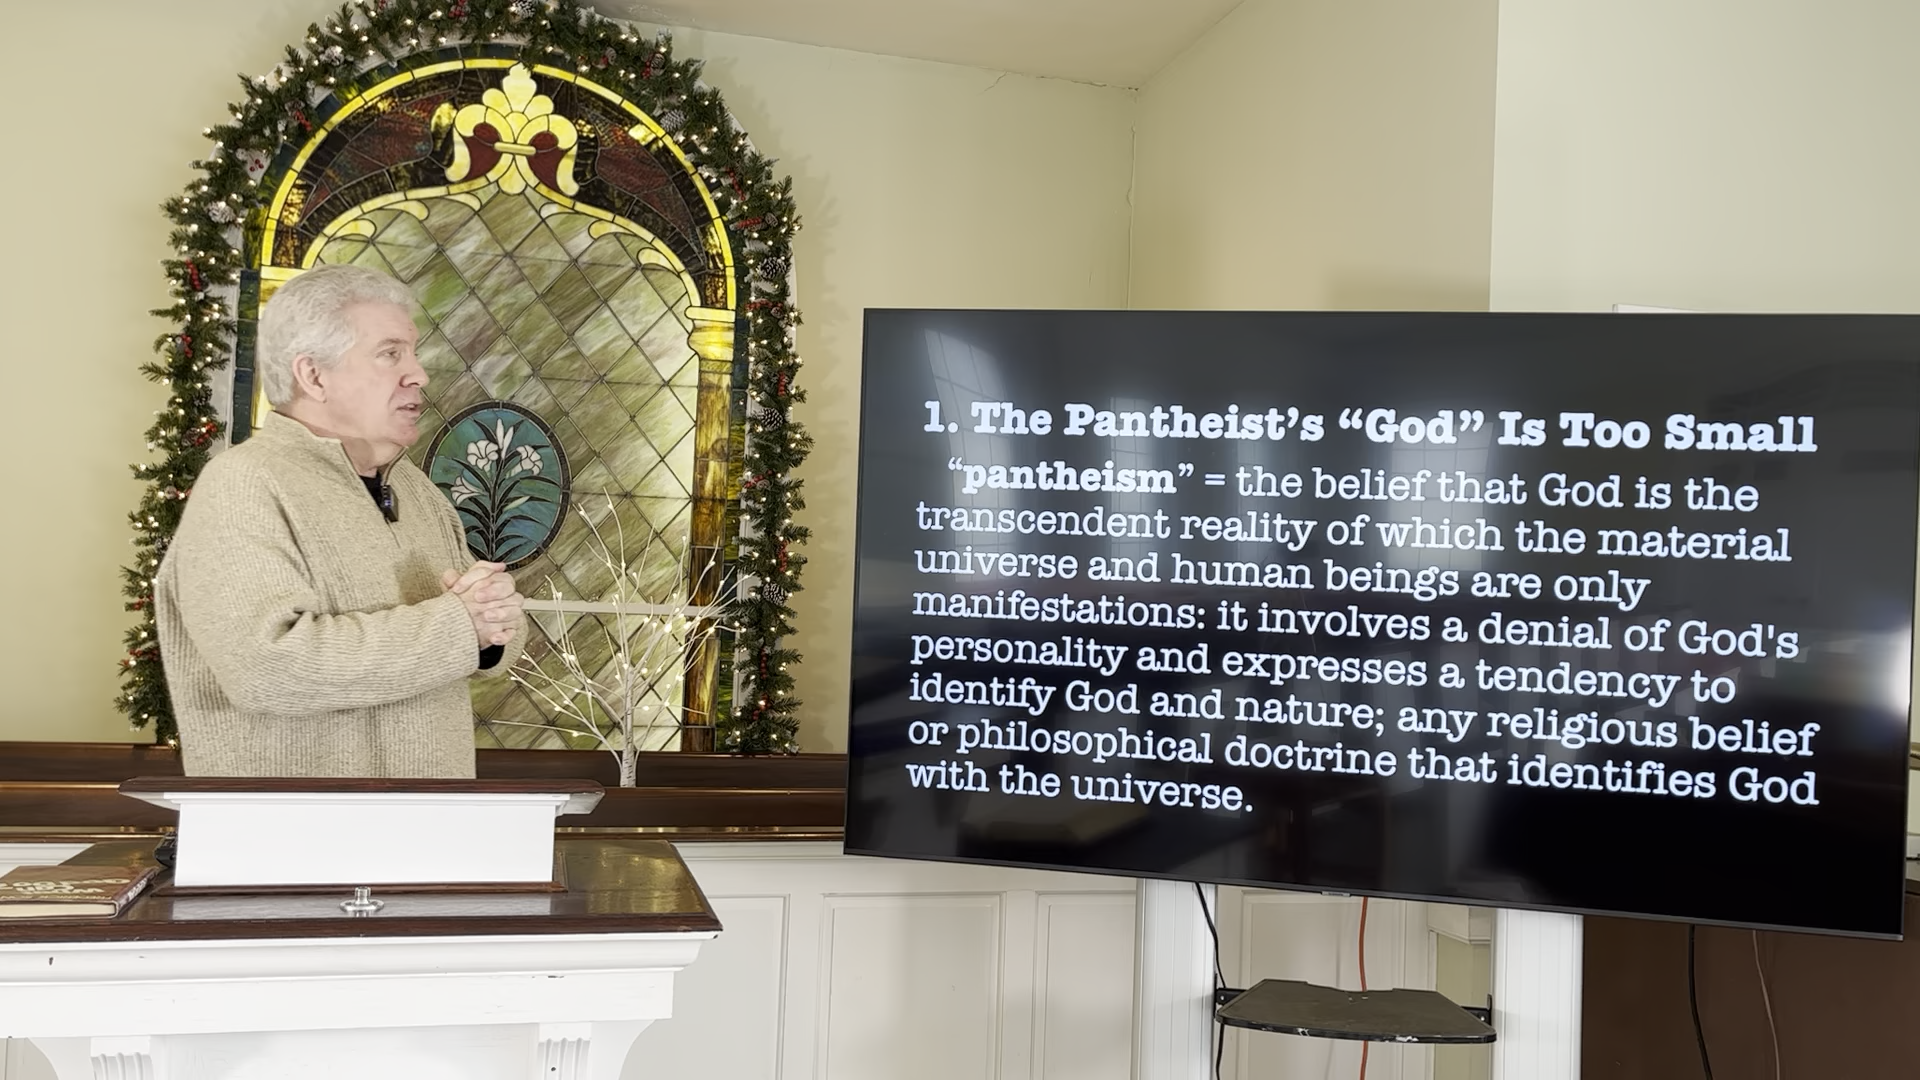 1. The Pantheist’s “God” Is Too Small
“pantheism” = the belief that God is the
transcendent reality of which the material
universe and human beings are only
manifestations: it involves a denial of God's
personality and expresses a tendency to
identify God and nature; any religious belief
or philosophical doctrine that identifies God
with the universe.